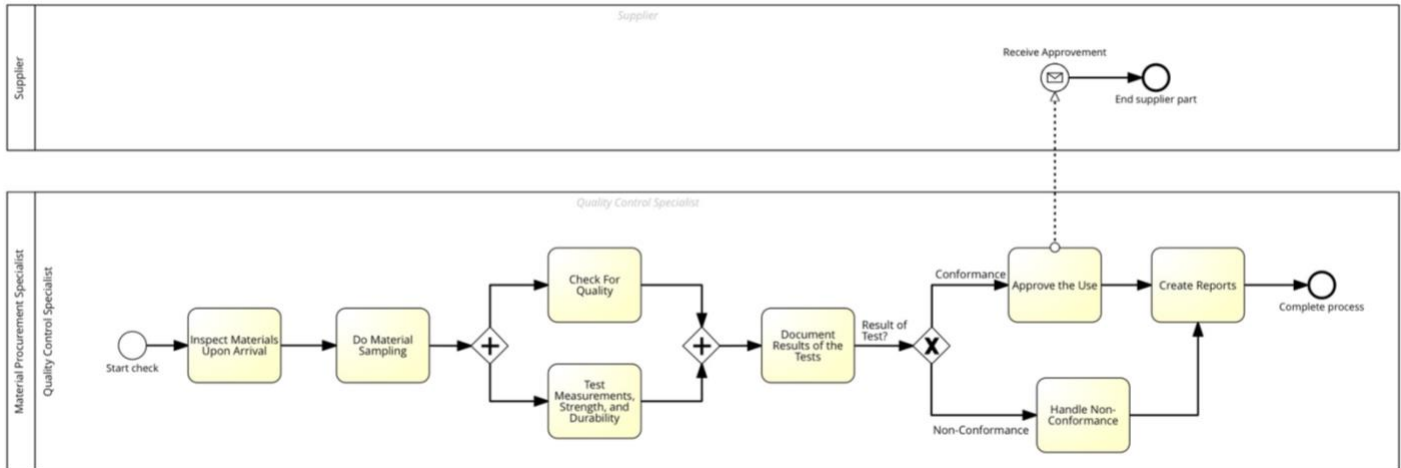 Supplier
Supplier
Receive Approvement
End supplier part
Material Procurement Specialist
Quality Control Specialist
Quality Control Specialist
Start check
Inspect Materials
Upon Arrival
Do Material
Sampling
Check For
Quality
Test
Measurements,
Strength, and
Durability
Document
Results of the
Tests
Result of
Test?
X
Conformance
Approve the Use
Create Reports
Complete process
Non-Conformance
Handle Non-
Conformance